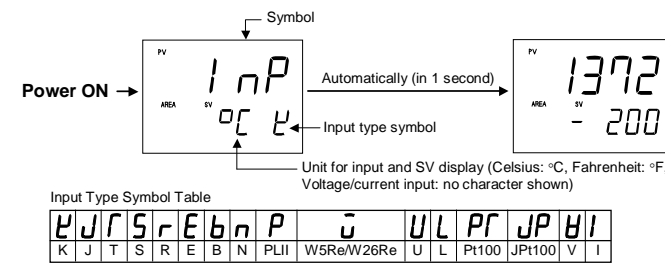 Symbol
PV
InP
Power ON
Automatically (in 1 second)
AREA
SV
°C K
Input type symbol
PV
1372
AREA
SV
- 200
Unit for input and SV display (Celsius: °C, Fahrenheit: °F,
Voltage/current input: no character shown)
Input Type Symbol Table
K J T S R E B N PLII W5Re/W26Re U L Pt100 JPt100 V I